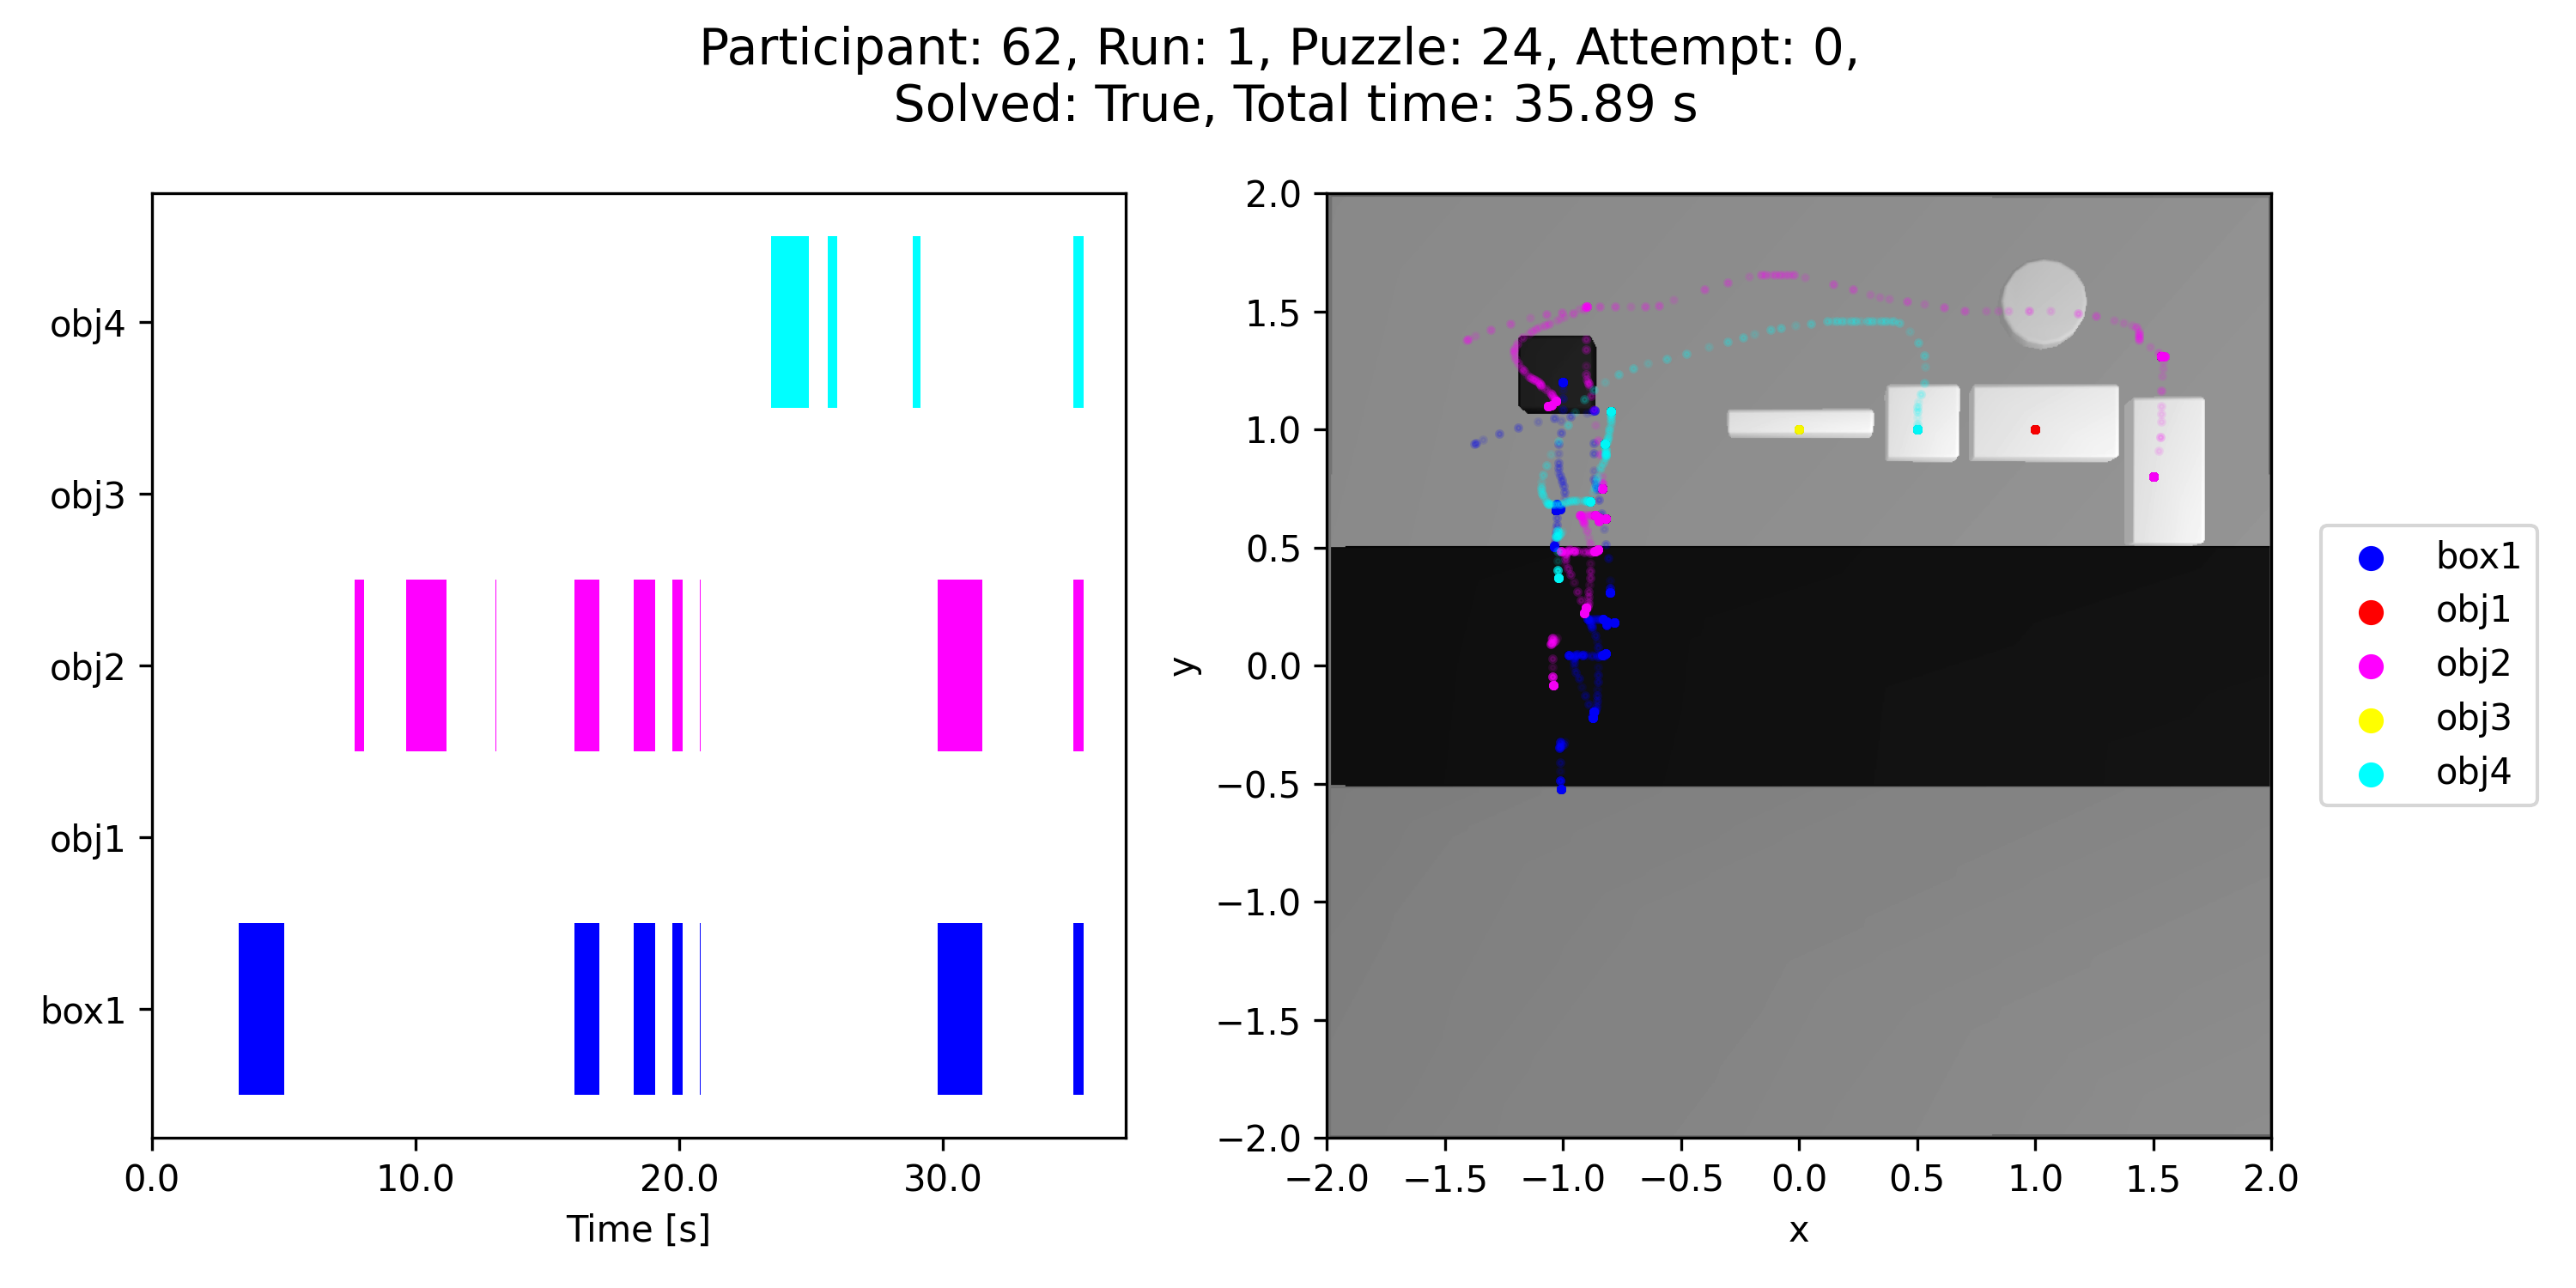 Participant: 62, Run: 1, Puzzle: 24, Attempt: 0,
Solved: True, Total time: 35.89 s
obj4
obj3
obj2
obj1
box1
0.0 10.0 20.0 30.0
Time [s]
2.0
1.5
1.0
0.5
0.0
−0.5
−1.0
−1.5
−2.0
y
−2.0 −1.5 −1.0 −0.5 0.0 0.5 1.0 1.5 2.0
x
box1
obj1
obj2
obj3
obj4